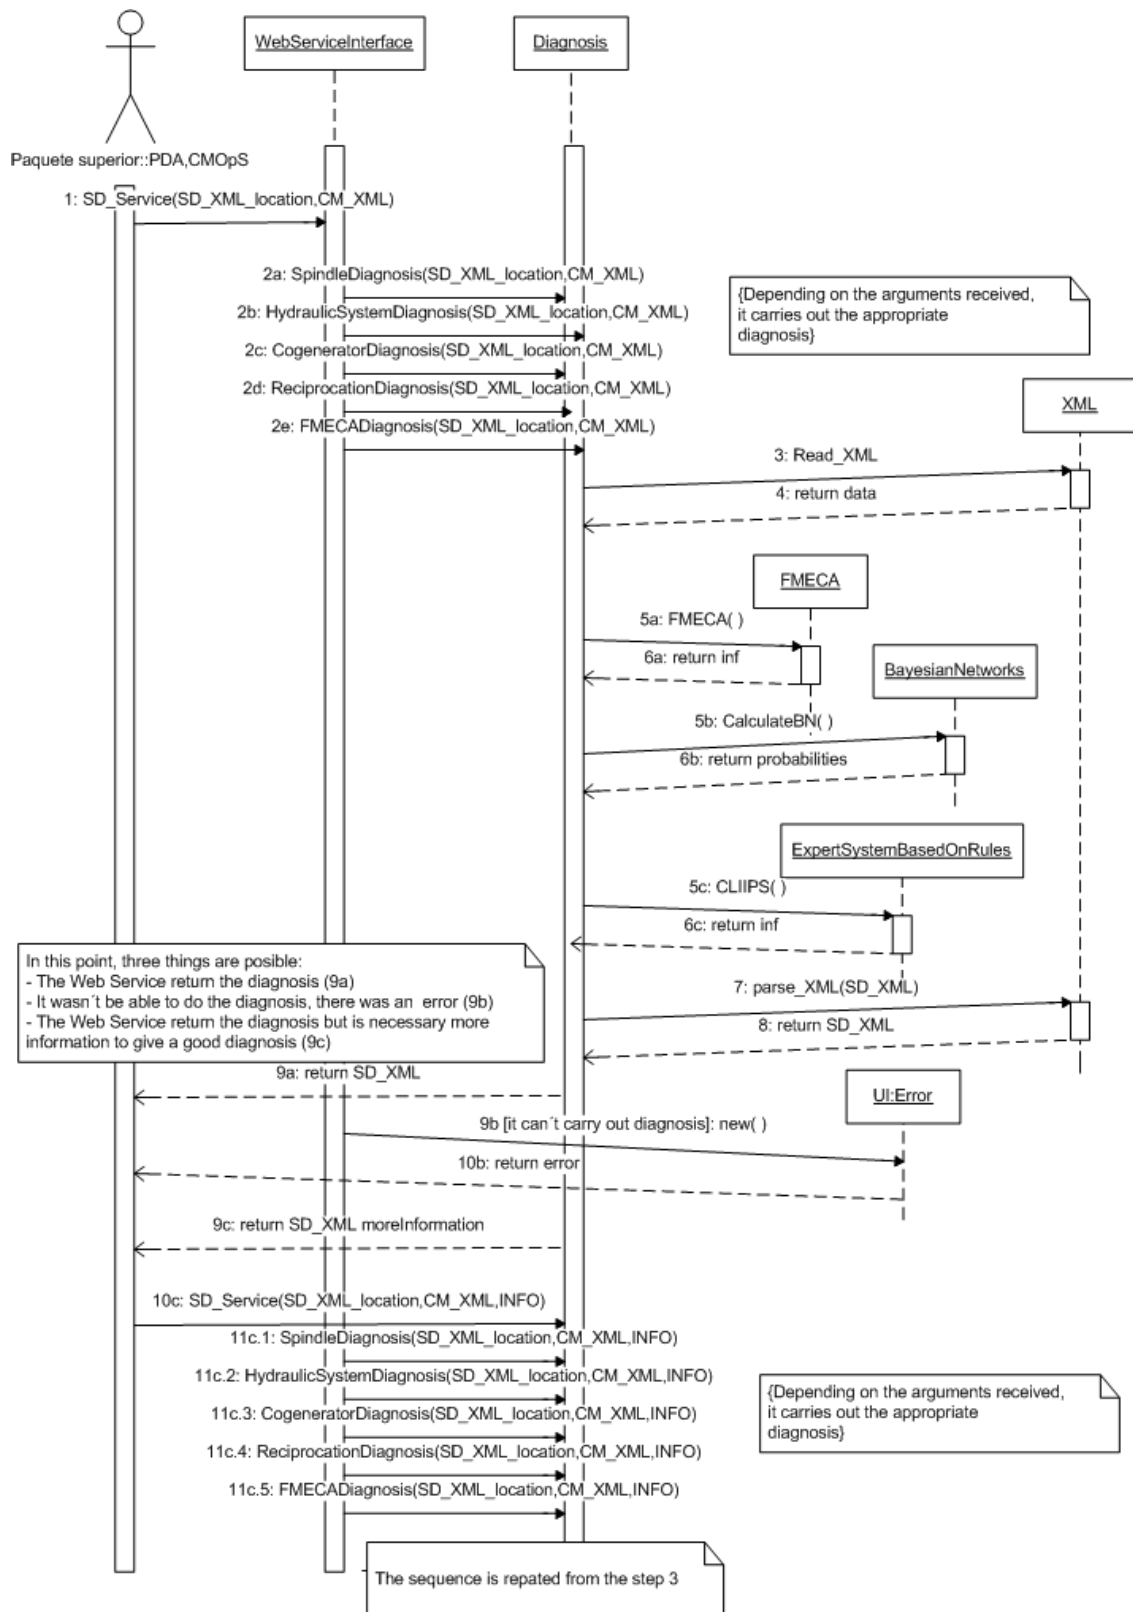 WebServiceInterface
Diagnosis
Paquete superior::PDA,CMOpS
1: SD_Service(SD_XML_location,CM_XML)
2a: SpindleDiagnosis(SD_XML_location,CM_XML)
{Depending on the arguments received,
it carries out the appropriate
diagnosis}
2b: HydraulicSystemDiagnosis(SD_XML_location,CM_XML)
2c: CogeneratorDiagnosis(SD_XML_location,CM_XML)
2d: ReciprocationDiagnosis(SD_XML_location,CM_XML)
XML
2e: FMECADiagnosis(SD_XML_location,CM_XML)
3: Read_XML
4: return data
FMECA
5a: FMECA( )
6a: return inf
BayesianNetworks
5b: CalculateBN( )
6b: return probabilities
ExpertSystemBasedOnRules
5c: CLIIPS( )
6c: return inf
In this point, three things are posible:
- The Web Service return the diagnosis (9a)
- It wasn´t be able to do the diagnosis, there was an error (9b)
- The Web Service return the diagnosis but is necessary more
information to give a good diagnosis (9c)
7: parse_XML(SD_XML)
8: return SD_XML
9a: return SD_XML
UI:Error
9b [it can´t carry out diagnosis]: new( )
10b: return error
9c: return SD_XML moreInformation
10c: SD_Service(SD_XML_location,CM_XML,INFO)
11c.1: SpindleDiagnosis(SD_XML_location,CM_XML,INFO)
11c.2: HydraulicSystemDiagnosis(SD_XML_location,CM_XML,INFO)
{Depending on the arguments received,
it carries out the appropriate
diagnosis}
11c.3: CogeneratorDiagnosis(SD_XML_location,CM_XML,INFO)
11c.4: ReciprocationDiagnosis(SD_XML_location,CM_XML,INFO)
11c.5: FMECADiagnosis(SD_XML_location,CM_XML,INFO)
The sequence is repated from the step 3